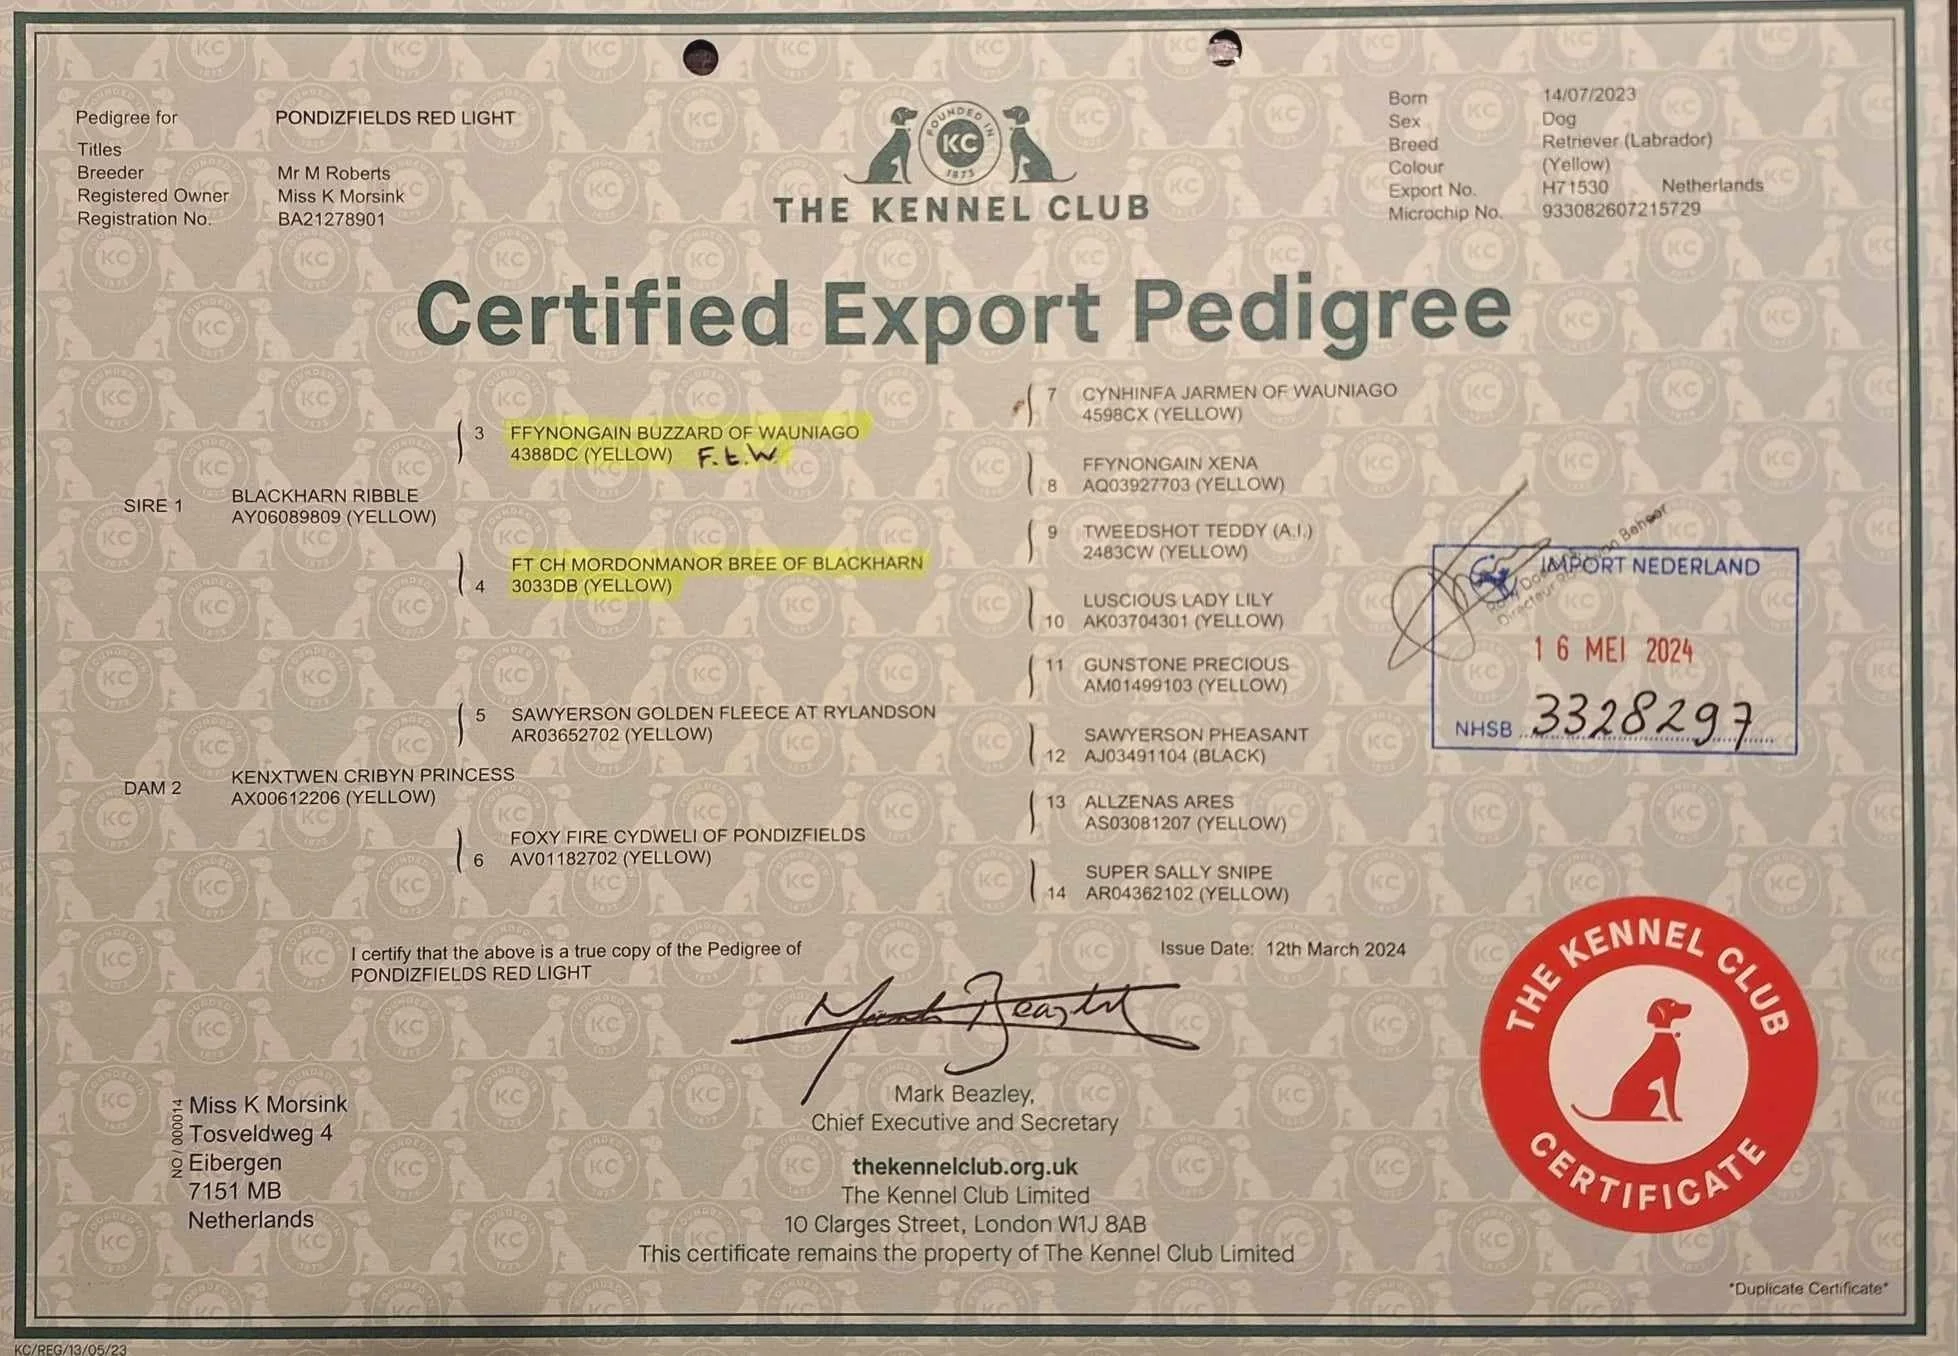 Pedigree for PONDIZFIELDS RED LIGHT
Titles
Breeder Mr M Roberts
Registered Owner Miss K Morsink
Registration No. BA21278901
FOUNDED IN
KC
1873
THE KENNEL CLUB
Born 14/07/2023
Sex Dog
Breed Retriever (Labrador)
Colour (Yellow)
Export No. H71530 Netherlands
Microchip No. 933082607215729
Certified Export Pedigree
SIRE 1 BLACKHARN RIBBLE
AY06089809 (YELLOW)
DAM 2 KENXTWEN CRIBYN PRINCESS
AX00612206 (YELLOW)
3 FFYNONGAIN BUZZARD OF WAUNIAGO
4388DC (YELLOW) F.t.W.
4 FT CH MORDONMANOR BREE OF BLACKHARN
3033DB (YELLOW)
5 SAWYERSON GOLDEN FLEECE AT RYLANDSON
AR03652702 (YELLOW)
6 FOXY FIRE CYDWELI OF PONDIZFIELDS
AV01182702 (YELLOW)
7 CYNHINFA JARMEN OF WAUNIAGO
4598CX (YELLOW)
8 FFYNONGAIN XENA
AQ03927703 (YELLOW)
9 TWEEDSHOT TEDDY (A.I.)
2483CW (YELLOW)
10 LUSCIOUS LADY LILY
AK03704301 (YELLOW)
11 GUNSTONE PRECIOUS
AM01499103 (YELLOW)
12 SAWYERSON PHEASANT
AJ03491104 (BLACK)
13 ALLZENAS ARES
AS03081207 (YELLOW)
14 SUPER SALLY SNIPE
AR04362102 (YELLOW)
IMPORT NEDERLAND
16 MEI 2024
NHSB 3328297
van Beheer
Directeur
I certify that the above is a true copy of the Pedigree of
PONDIZFIELDS RED LIGHT
Issue Date: 12th March 2024
Mark Beazley
Mark Beazley,
Chief Executive and Secretary
thekennelclub.org.uk
The Kennel Club Limited
10 Clarges Street, London W1J 8AB
This certificate remains the property of The Kennel Club Limited
NO / 000014
Miss K Morsink
Tosveldweg 4
Eibergen
7151 MB
Netherlands
THE KENNEL CLUB
CERTIFICATE
*Duplicate Certificate*
KC/REG/13/05/23